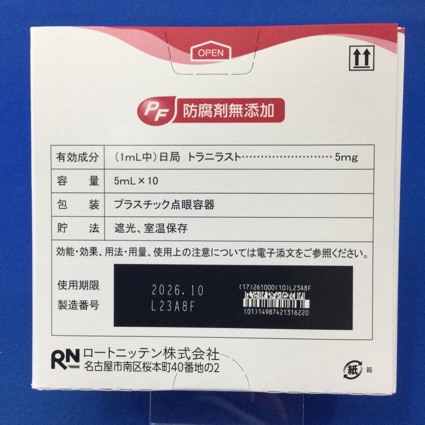 OPEN
PF 防腐剤無添加
有効成分 (1mL中)日局 トラニラスト……………………5mg
容量 5mL×10
包装 プラスチック点眼容器
貯法 遮光、室温保存
効能・効果、用法・用量、使用上の注意については電子添文をご参照ください。
使用期限 2026.10
製造番号 L23A8F
(17)261000(10)L23A8F
(01)14987421316220
RN ロートニッテン株式会社
名古屋市南区桜本町40番地の2
紙 箱